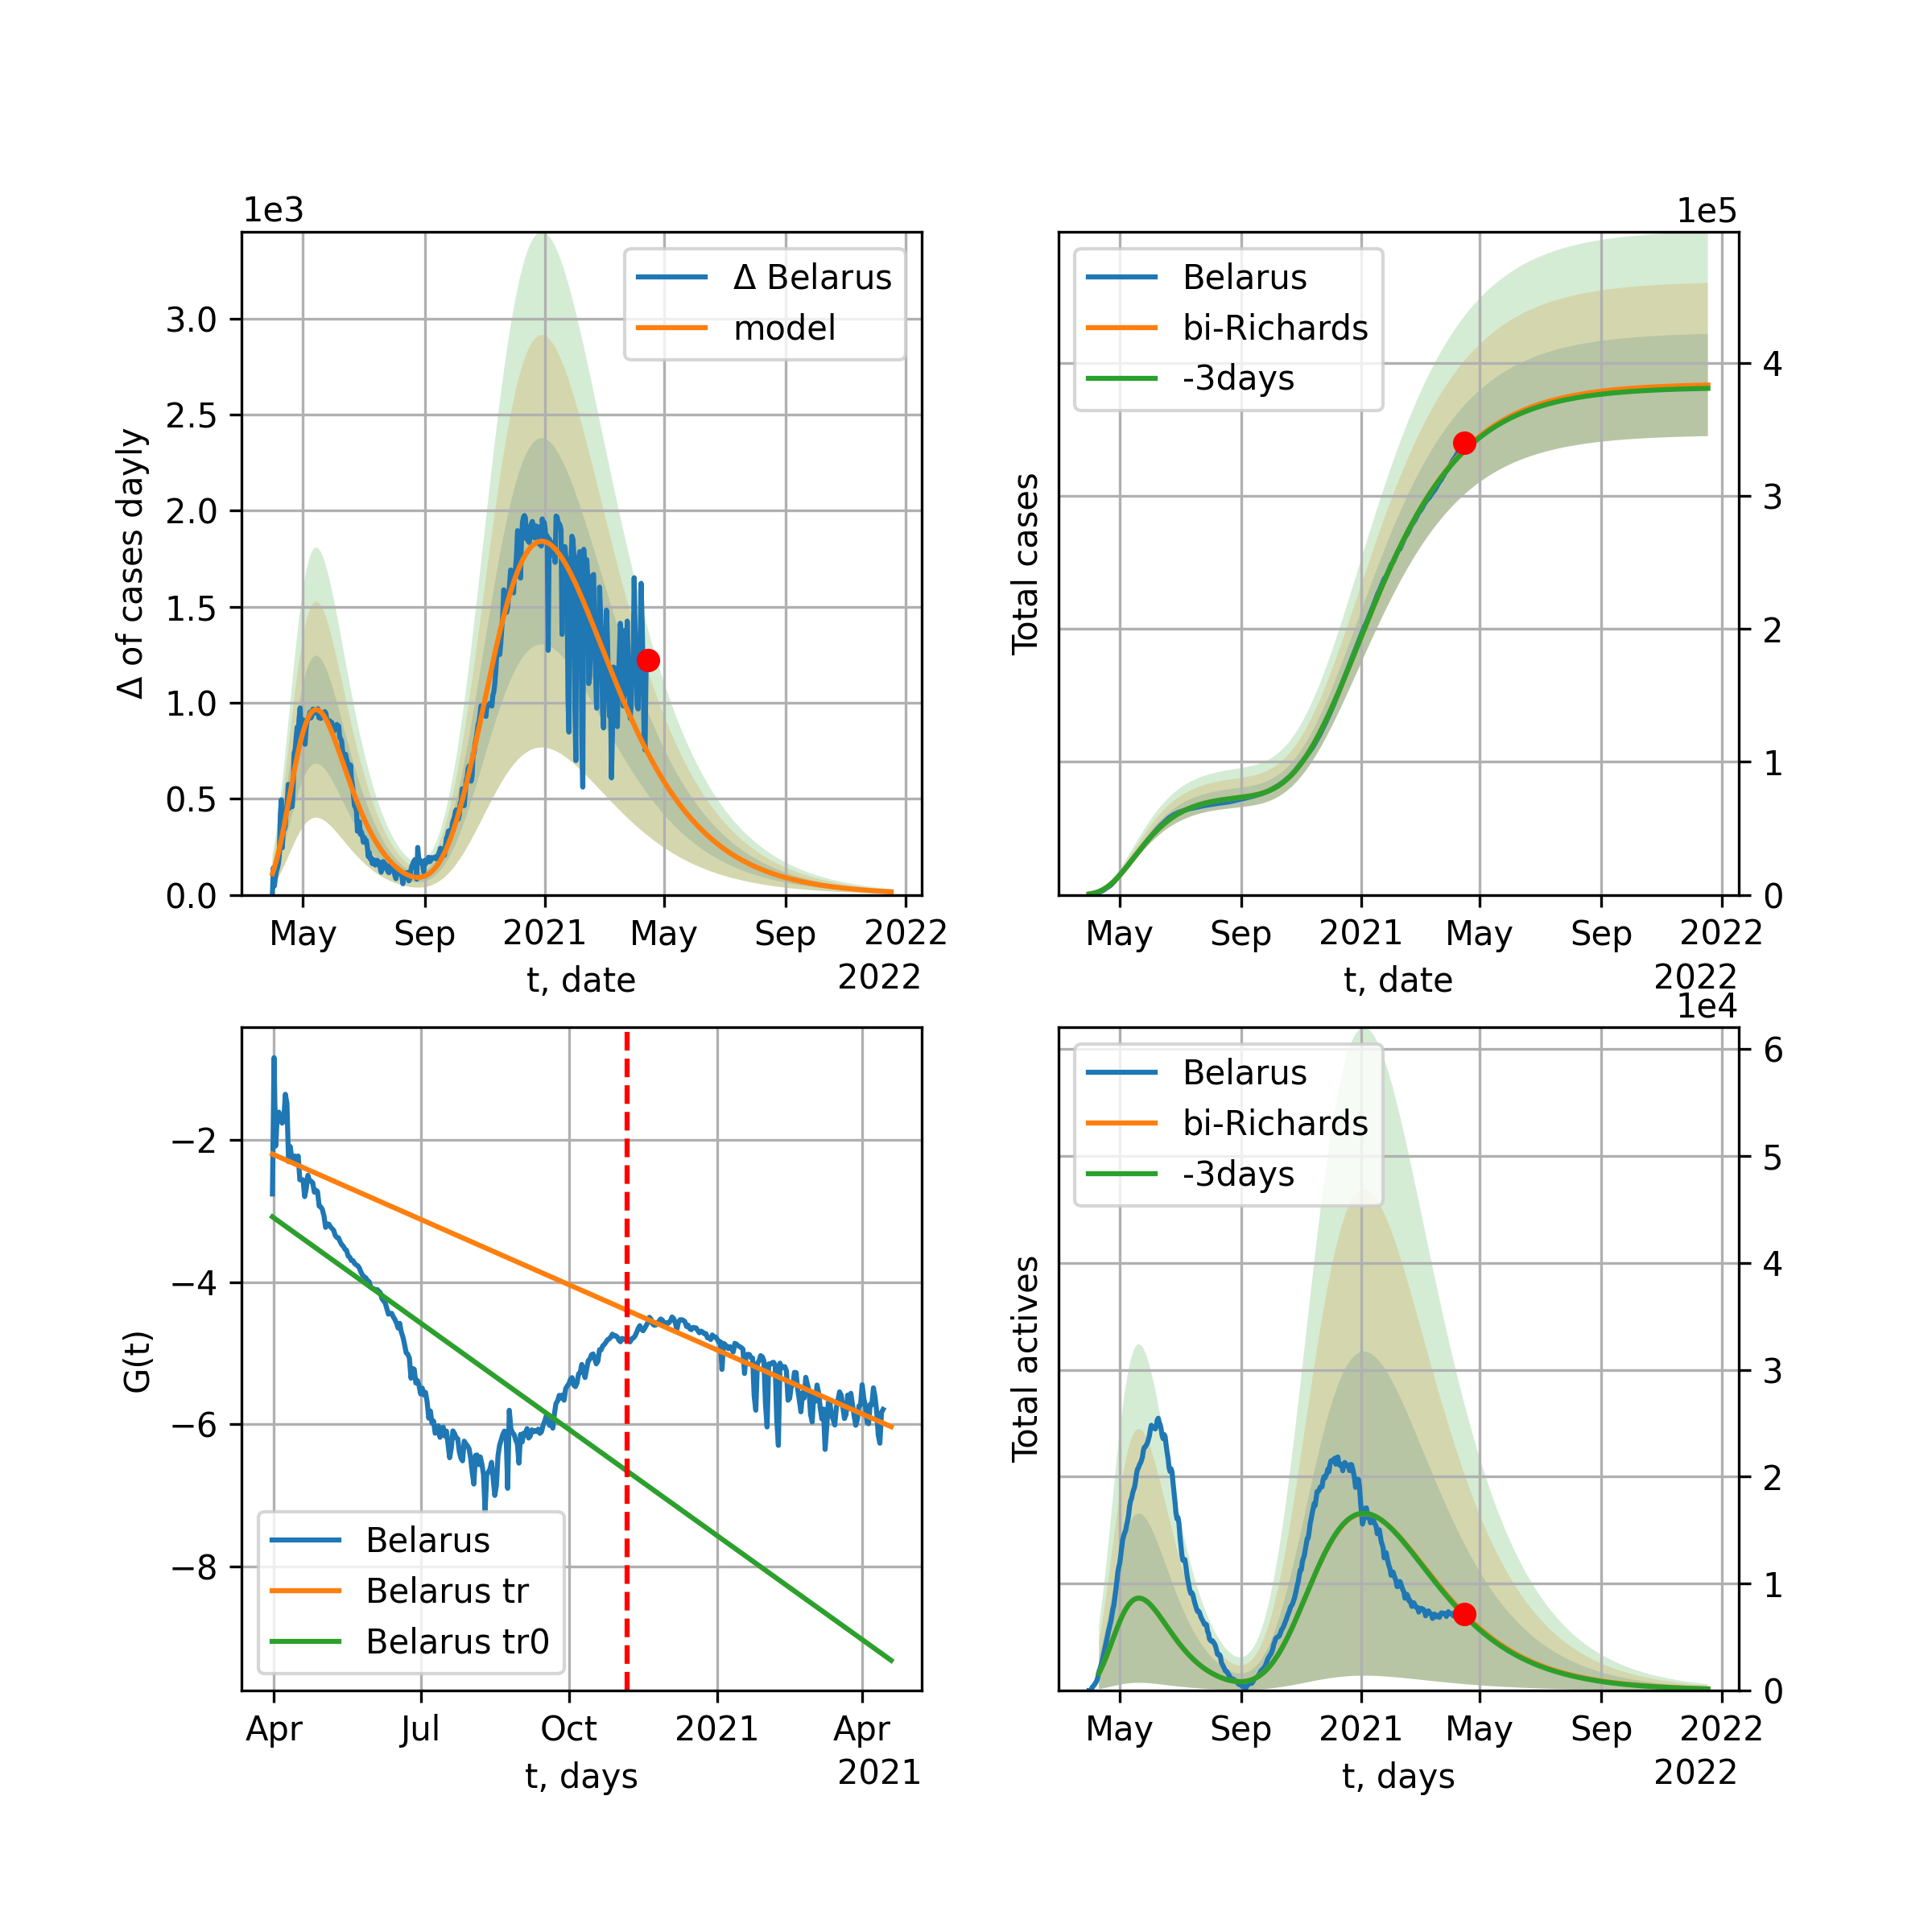 1e3
Δ of cases dayly
3.0
2.5
2.0
1.5
1.0
0.5
0.0
Δ Belarus
model
May Sep 2021 May Sep 2022
t, date
2022
1e5
Total cases
Belarus
bi-Richards
-3days
4
3
2
1
0
May Sep 2021 May Sep 2022
t, date
2022
G(t)
−2
−4
−6
−8
Belarus
Belarus tr
Belarus tr0
Apr Jul Oct 2021 Apr
t, days
2021
1e4
Total actives
Belarus
bi-Richards
-3days
6
5
4
3
2
1
0
May Sep 2021 May Sep 2022
t, days
2022